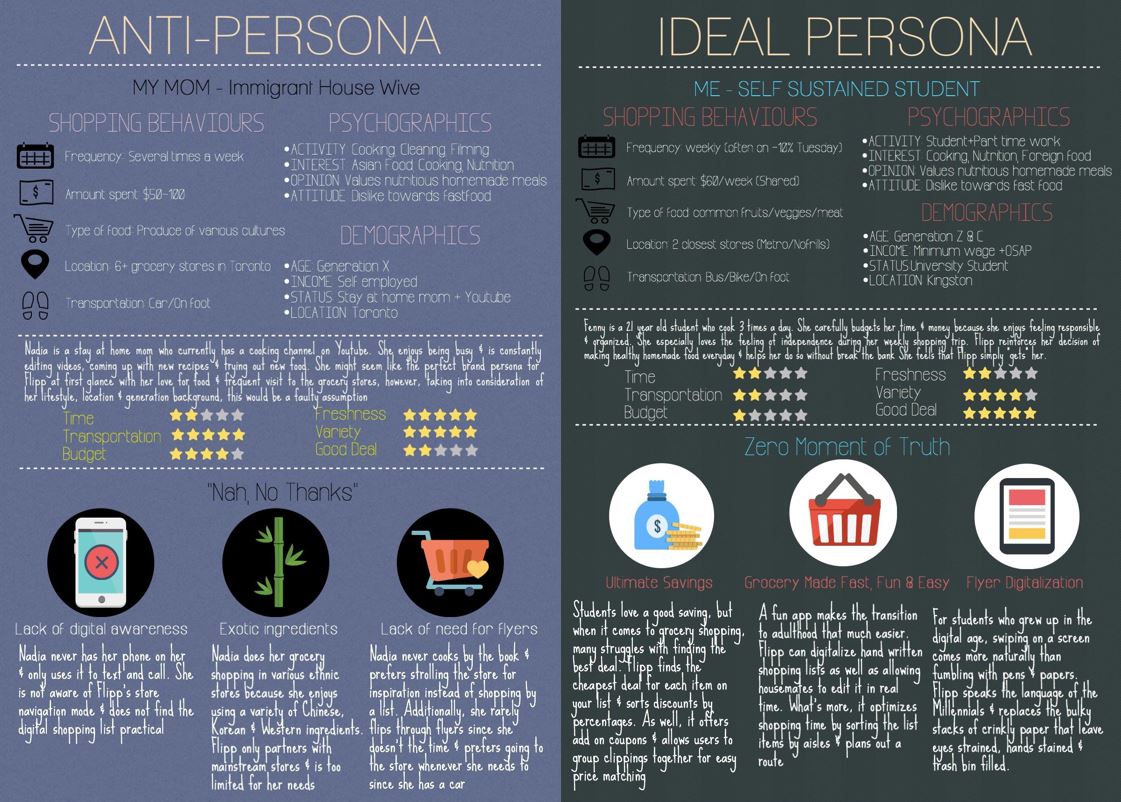 ANTI-PERSONA
MY MOM - Immigrant House Wive
SHOPPING BEHAVIOURS
Frequency: Several times a week
Amount spent: $50-100
Type of food: Produce of various cultures
Location: 6+ grocery stores in Toronto
Transportation: Car/On foot
PSYCHOGRAPHICS
•ACTIVITY: Cooking, Cleaning, Filming
•INTEREST: Asian Food, Cooking, Nutrition
•OPINION: Values nutritious homemade meals
•ATTITUDE: Dislike towards fastfood
DEMOGRAPHICS
•AGE: Generation X
•INCOME: Self employed
•STATUS: Stay at home mom + Youtube
•LOCATION: Toronto
Nadia is a stay at home mom who currently has a cooking channel on Youtube. She enjoys being busy & is constantly
editing videos, coming up with new recipes & trying out new food. She might seem like the perfect brand persona for
Flipp at first glance with her love for food & frequent visit to the grocery stores, however, taking into consideration of
her lifestyle, location & generation background, this would be a faulty assumption
Time
Transportation
Budget
Freshness
Variety
Good Deal
"Nah, No Thanks"
Lack of digital awareness
Nadia never has her phone on her
& only uses it to text and call. She
is not aware of Flipp's store
navigation mode & does not find the
digital shopping list practical
Exotic ingredients
Nadia does her grocery
shopping in various ethnic
stores because she enjoys
using a variety of Chinese,
Korean & Western ingredients.
Flipp only partners with
mainstream stores & is too
limited for her needs
Lack of need for flyers
Nadia never cooks by the book &
prefers strolling the store for
inspiration instead of shopping by
a list. Additionally, she rarely
flips through flyers since she
doesn't the time & prefers going to
the store whenever she needs to
since she has a car
IDEAL PERSONA
ME - SELF SUSTAINED STUDENT
SHOPPING BEHAVIOURS
Frequency: weekly (often on -10% Tuesday)
Amount spent: $60/week (Shared)
Type of food: common fruits/veggies/meat
Location: 2 closest stores (Metro/Nofrills)
Transportation: Bus/Bike/On foot
PSYCHOGRAPHICS
•ACTIVITY: Student+Part time work
•INTEREST: Cooking, Nutrition, Foreign food
•OPINION: Values nutritious homemade meals
•ATTITUDE: Dislike towards fast food
DEMOGRAPHICS
•AGE: Generation Z & C
•INCOME: Minimum wage +OSAP
•STATUS: University Student
•LOCATION: Kingston
Fenny is a 21 year old student who cook 3 times a day. She carefully budgets her time & money because she enjoys feeling responsible
& organized. She especially loves the feeling of independence during her weekly shopping trip. Flipp reinforces her decision of
making healthy homemade food everyday & helps her do so without break the bank. She feels that Flipp simply "gets" her.
Time
Transportation
Budget
Freshness
Variety
Good Deal
Zero Moment of Truth
Ultimate Savings
Students love a good saving, but
when it comes to grocery shopping,
many struggles with finding the
best deal. Flipp finds the
cheapest deal for each item on
your list & sorts discounts by
percentages. As well, it offers
add on coupons & allows users to
group clippings together for easy
price matching
Grocery Made Fast, Fun & Easy
A fun app makes the transition
to adulthood that much easier.
Flipp can digitalize hand written
shopping lists as well as allowing
housemates to edit it in real
time. What's more, it optimizes
shopping time by sorting the list
items by aisles & plans out a
route
Flyer Digitalization
For students who grew up in the
digital age, swiping on a screen
comes more naturally than
fumbling with pens & papers.
Flipp speaks the language of the
Millennials & replaces the bulky
stacks of crinkly paper that leave
eyes strained, hands stained &
trash bin filled.